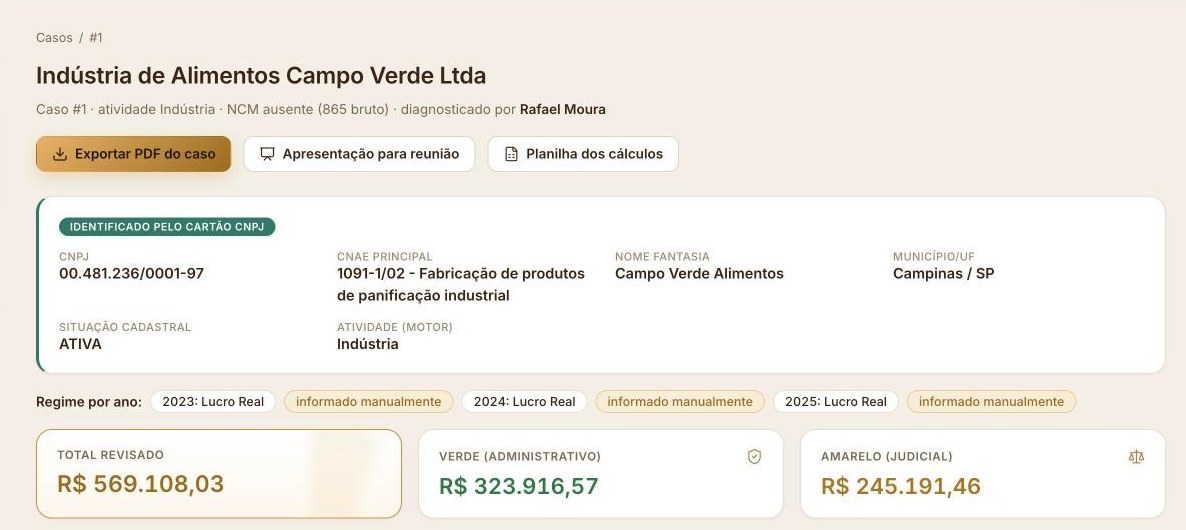 Casos / #1
Indústria de Alimentos Campo Verde Ltda
Caso #1 · atividade Indústria · NCM ausente (865 bruto) · diagnosticado por Rafael Moura
Exportar PDF do caso
Apresentação para reunião
Planilha dos cálculos
IDENTIFICADO PELO CARTÃO CNPJ
CNPJ
00.481.236/0001-97
CNAE PRINCIPAL
1091-1/02 - Fabricação de produtos
de panificação industrial
NOME FANTASIA
Campo Verde Alimentos
MUNICÍPIO/UF
Campinas / SP
SITUAÇÃO CADASTRAL
ATIVA
ATIVIDADE (MOTOR)
Indústria
Regime por ano: 2023: Lucro Real informado manualmente 2024: Lucro Real informado manualmente 2025: Lucro Real informado manualmente
TOTAL REVISADO
R$ 569.108,03
VERDE (ADMINISTRATIVO)
R$ 323.916,57
AMARELO (JUDICIAL)
R$ 245.191,46